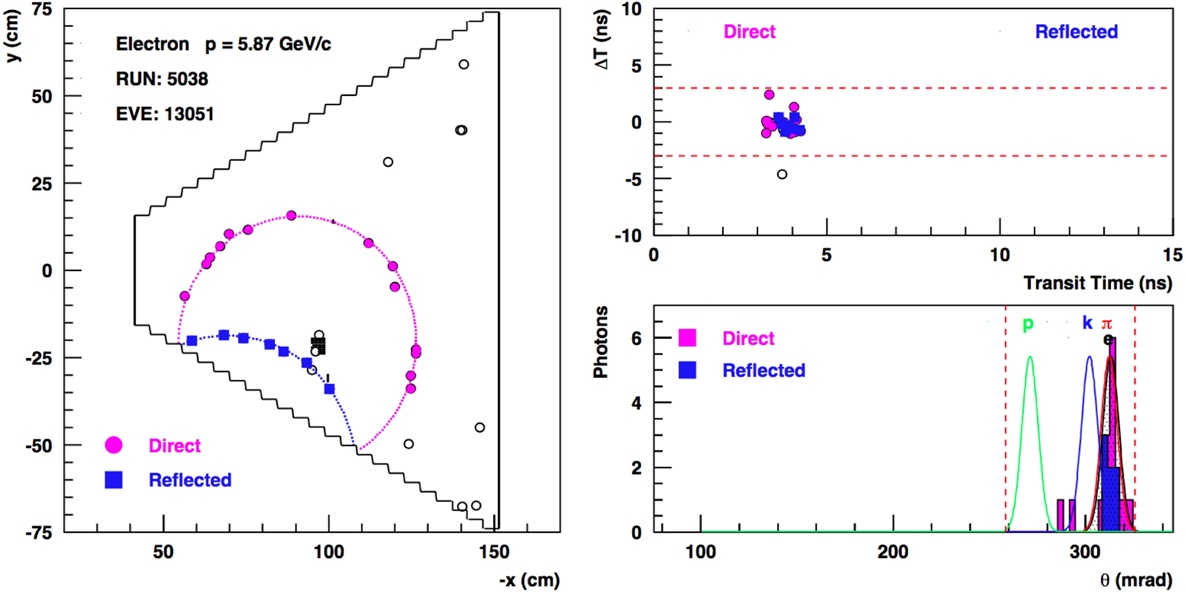 75
50
25
0
-25
-50
-75
y (cm)
Electron p = 5.87 GeV/c
RUN: 5038
EVE: 13051
Direct
Reflected
50
100
150
-x (cm)
10
5
0
-5
-10
ΔT (ns)
Direct
Reflected
0
5
10
15
Transit Time (ns)
6
4
2
0
Photons
Direct
Reflected
p
k
π
e
100
200
300
θ (mrad)